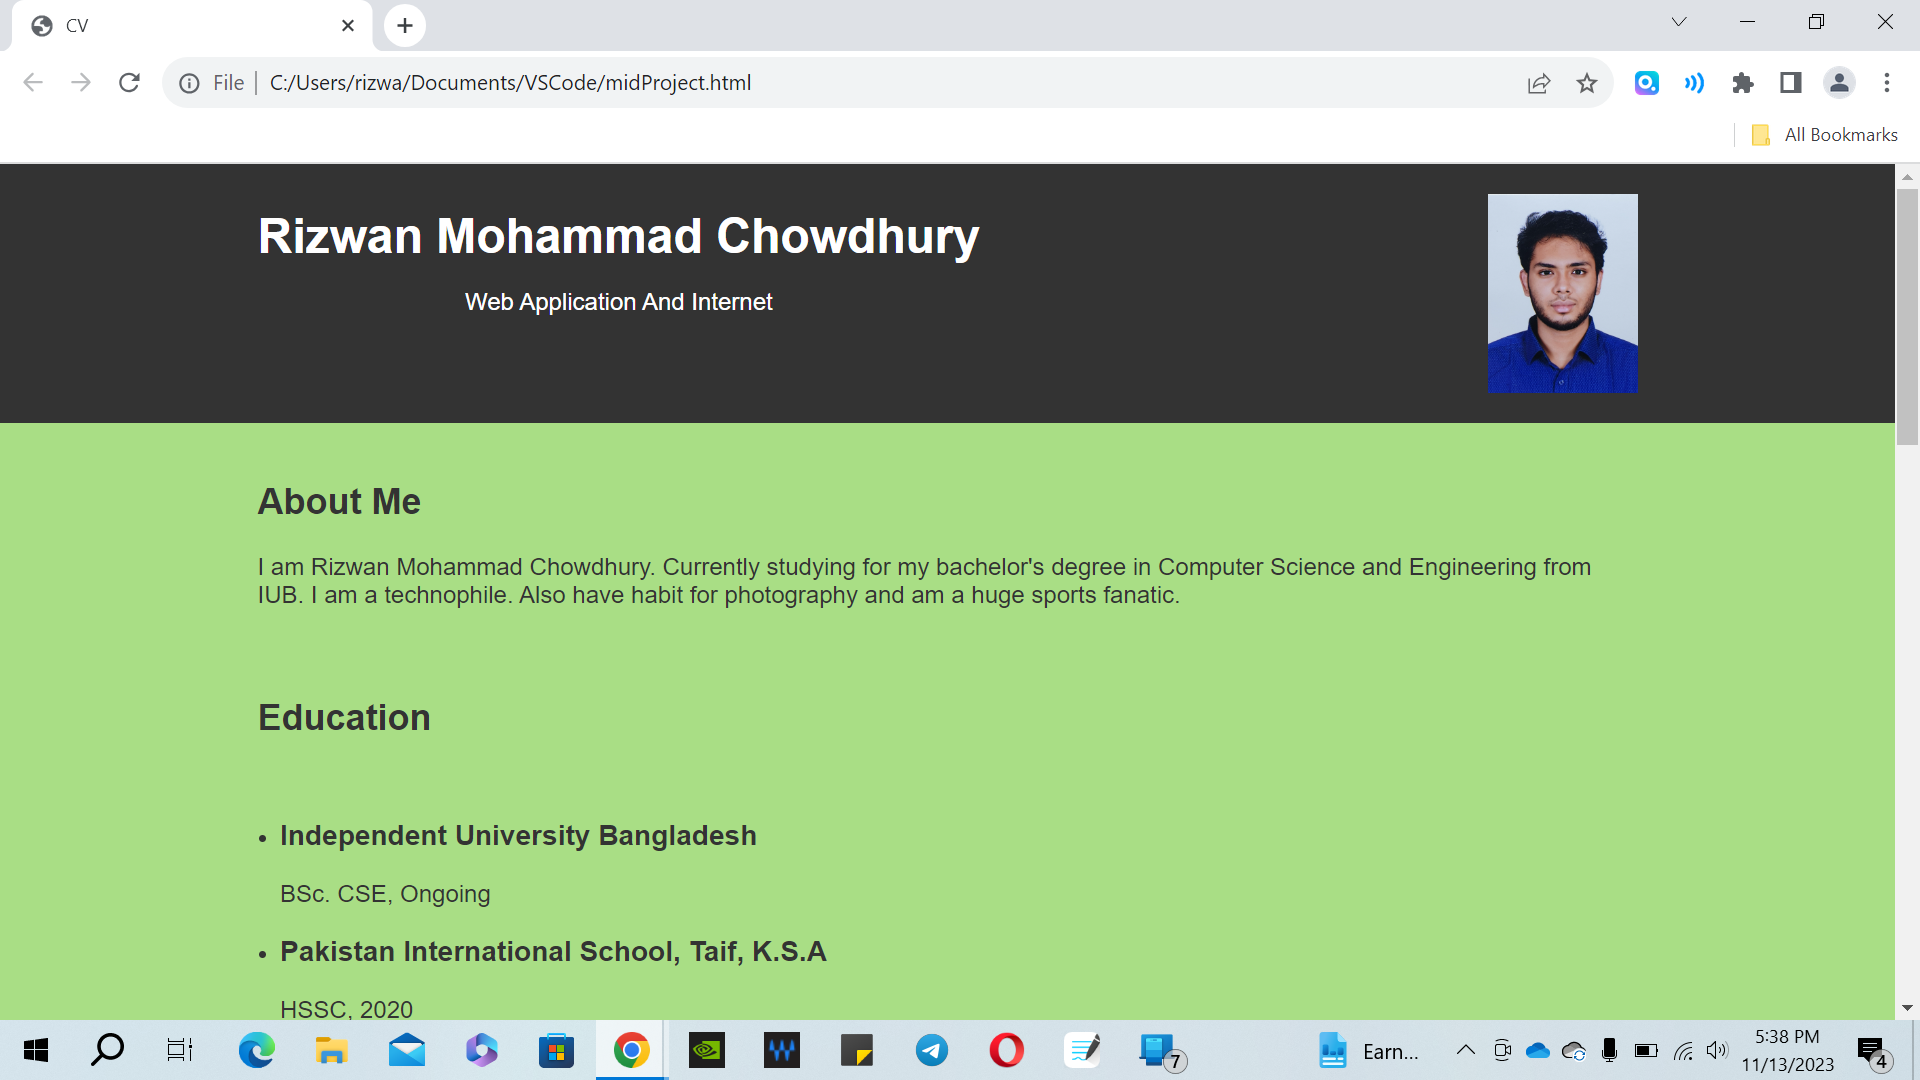 CV
File
C:/Users/rizwa/Documents/VSCode/midProject.html
All Bookmarks
Rizwan Mohammad Chowdhury
Web Application And Internet
About Me
I am Rizwan Mohammad Chowdhury. Currently studying for my bachelor's degree in Computer Science and Engineering from
IUB. I am a technophile. Also have habit for photography and am a huge sports fanatic.
Education
• Independent University Bangladesh
BSc. CSE, Ongoing
• Pakistan International School, Taif, K.S.A
HSSC, 2020
7
Earn...
5:38 PM
11/13/2023
4